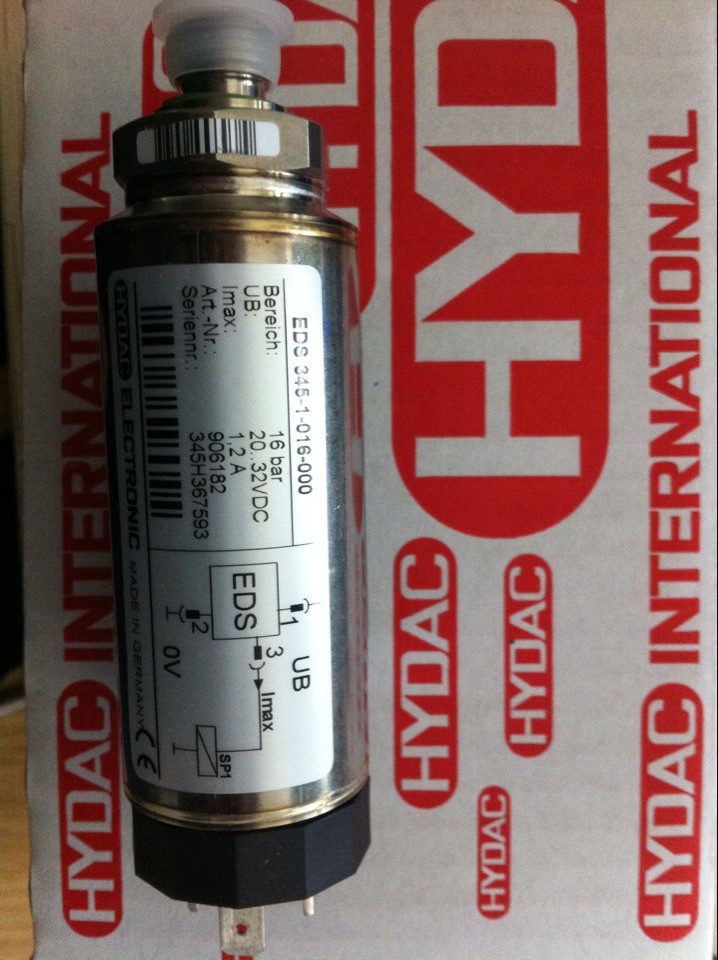 EDS 345-1-016-000
Bereich: 16 bar
UB: 20..32VDC
Imax: 1,2 A
Art.-Nr.: 906182
Seriennr.: 345H367593
HYDAC ELECTRONIC MADE IN GERMANY CE
EDS
1
2
3
UB
0V
Imax
SP1
HYDAC INTERNATIONAL
HYDA
HYDAC
HYDAC
HYDAC
HYDAC INTERNATIONAL